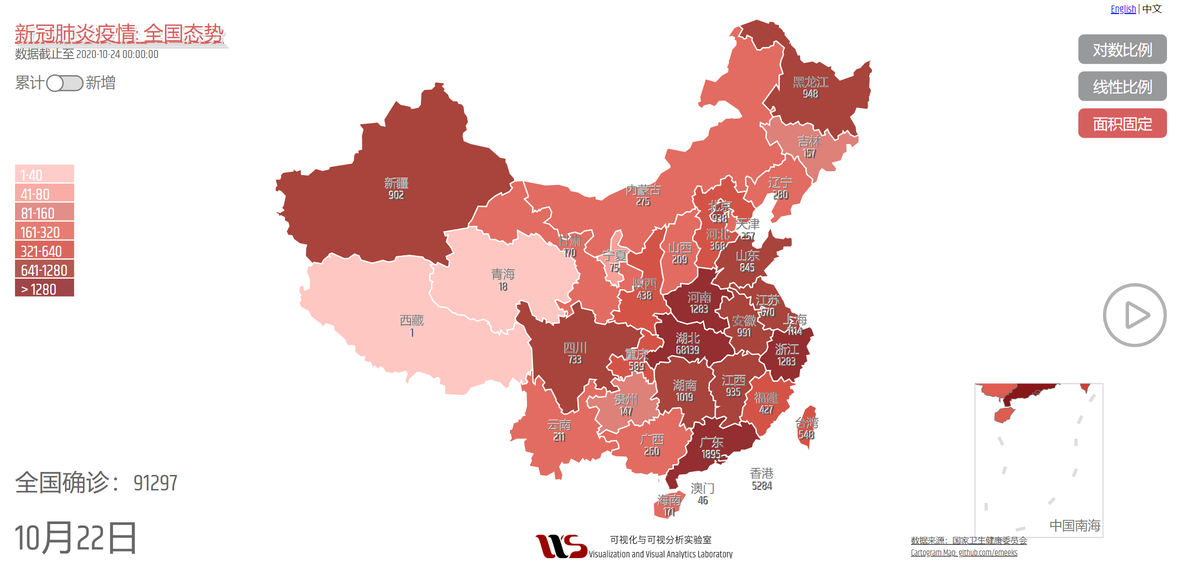 English | 中文
新冠肺炎疫情: 全国态势
数据截止至 2020-10-24 00:00:00
累计 新增
对数比例
线性比例
面积固定
1-40
41-80
81-160
161-320
321-640
641-1280
> 1280
黑龙江
948
吉林
157
辽宁
280
内蒙古
275
新疆
902
北京
938
天津
257
河北
368
山西
209
山东
845
甘肃
170
宁夏
75
青海
18
陕西
438
河南
1283
江苏
670
西藏
1
安徽
991
上海
1114
湖北
68139
四川
733
重庆
589
浙江
1283
湖南
1019
江西
935
贵州
147
福建
427
云南
211
台湾
548
广西
260
广东
1895
香港
5284
澳门
46
海南
171
中国南海
全国确诊：91297
10月22日
可视化与可视分析实验室
Visualization and Visual Analytics Laboratory
数据来源：国家卫生健康委员会
Cartogram Map: github.com/emeeks